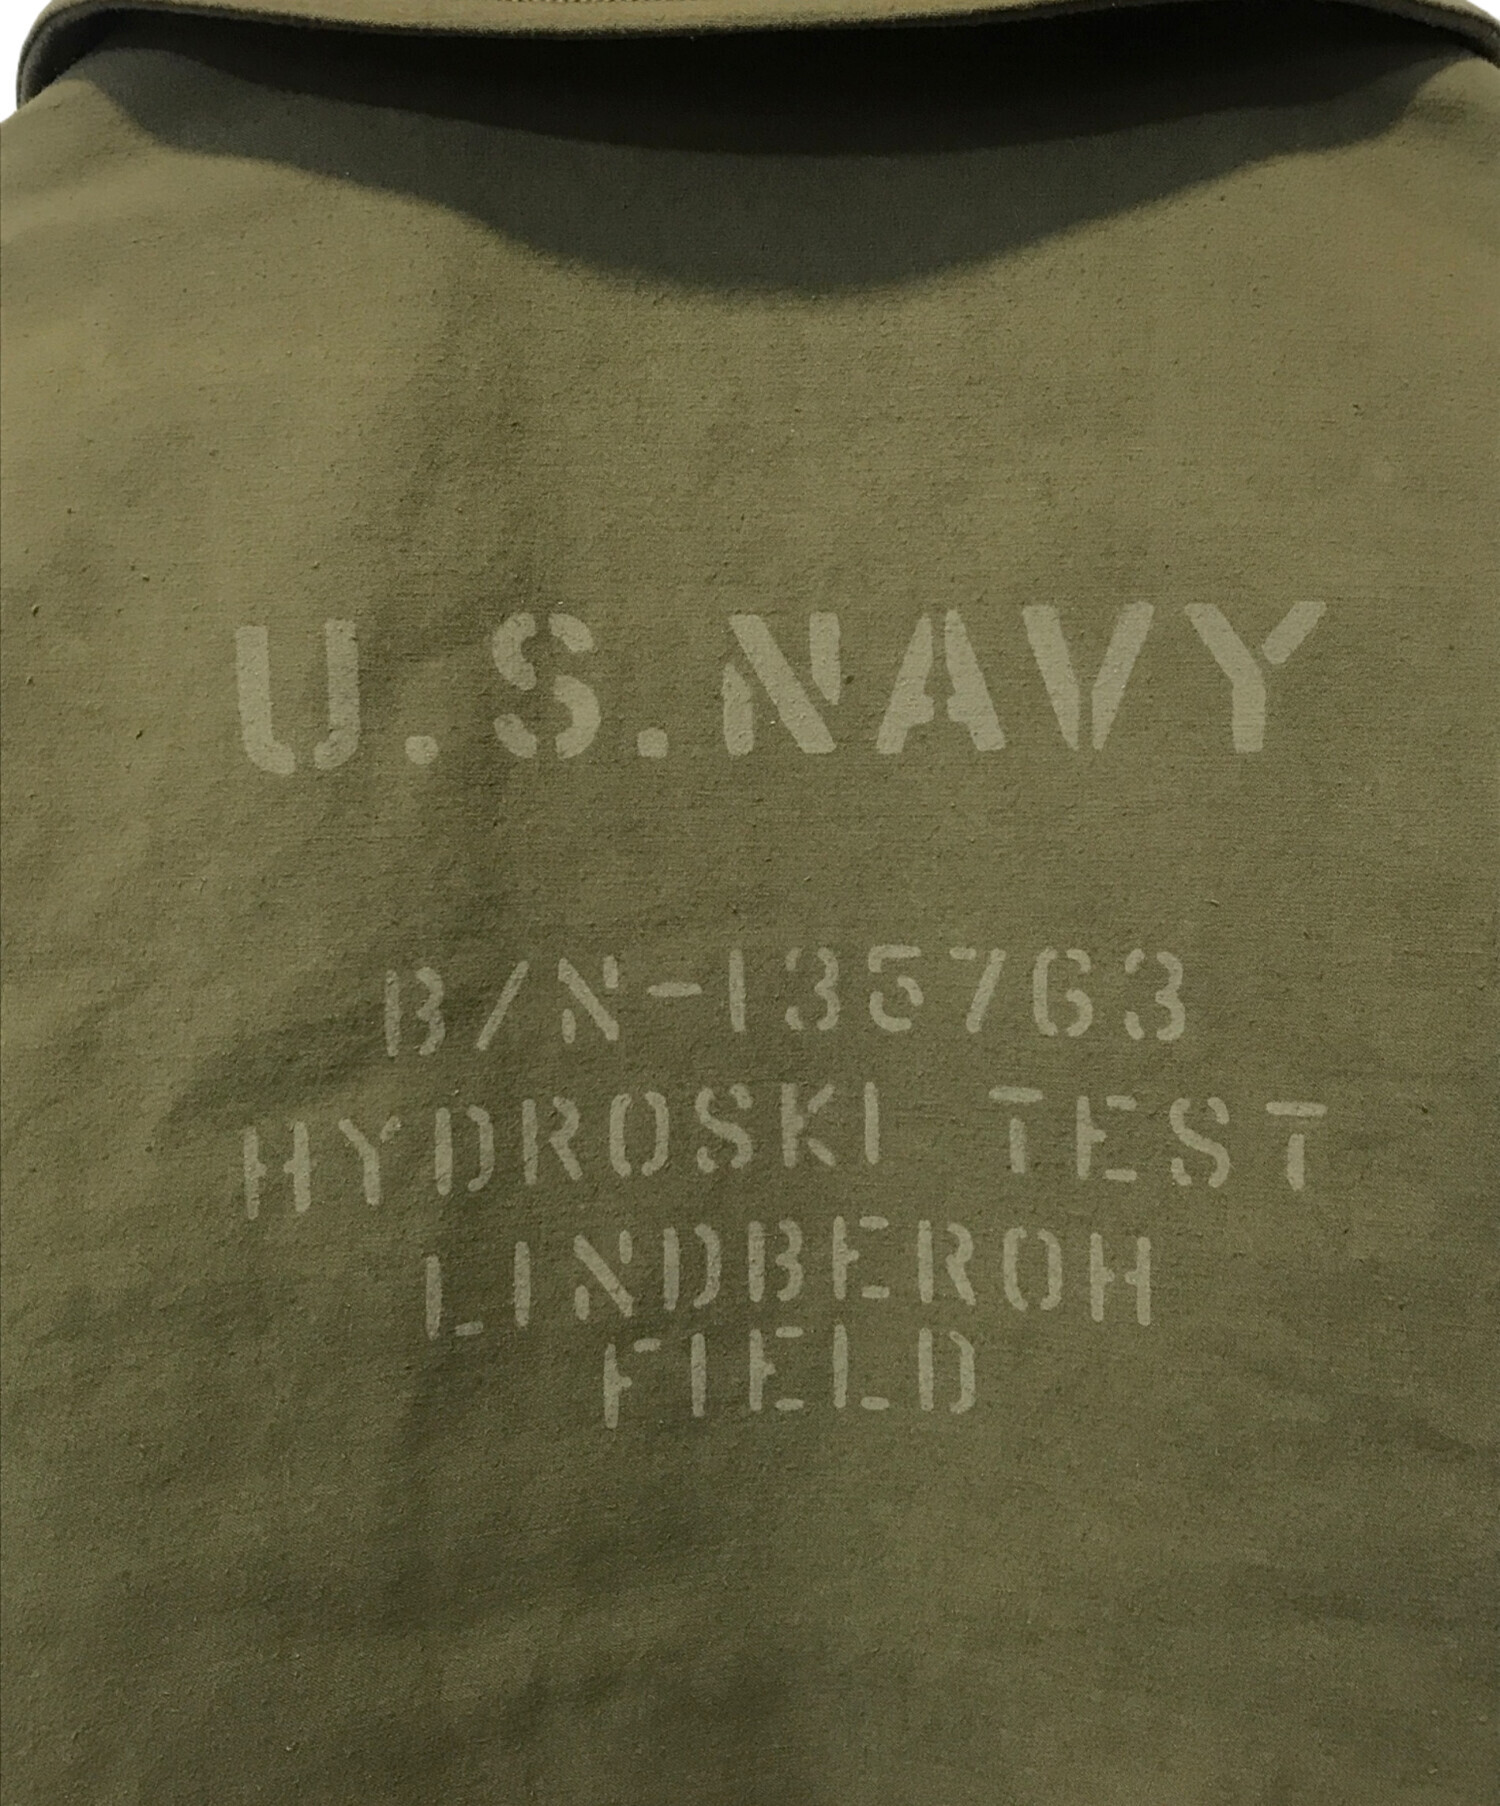 U.S.NAVY
B/N-135763
HYDROSKI TEST
LINDBEROH
FIELD